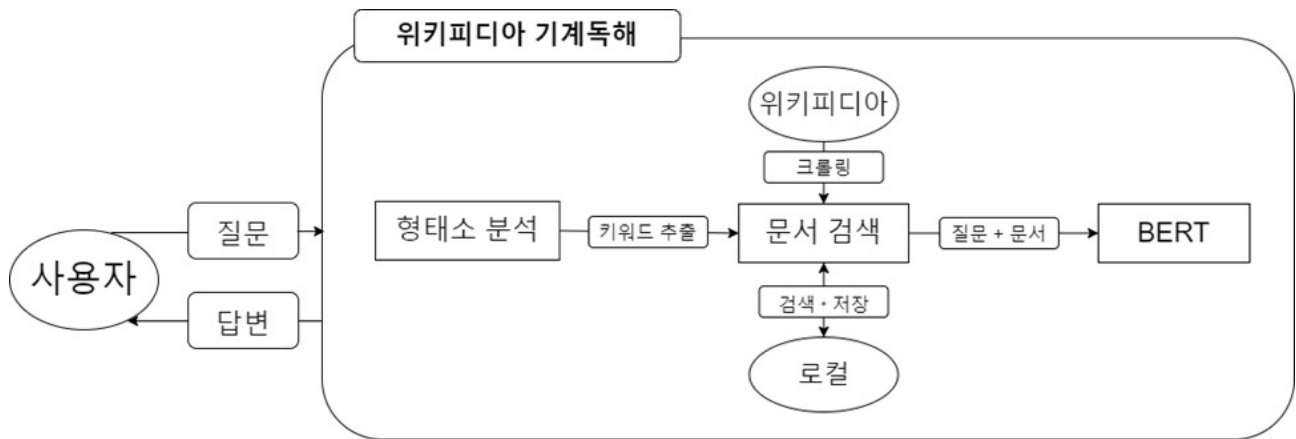 위키피디아 기계독해
위키피디아
크롤링
질문
형태소 분석
키워드 추출
문서 검색
질문 + 문서
BERT
사용자
답변
검색 · 저장
로컬